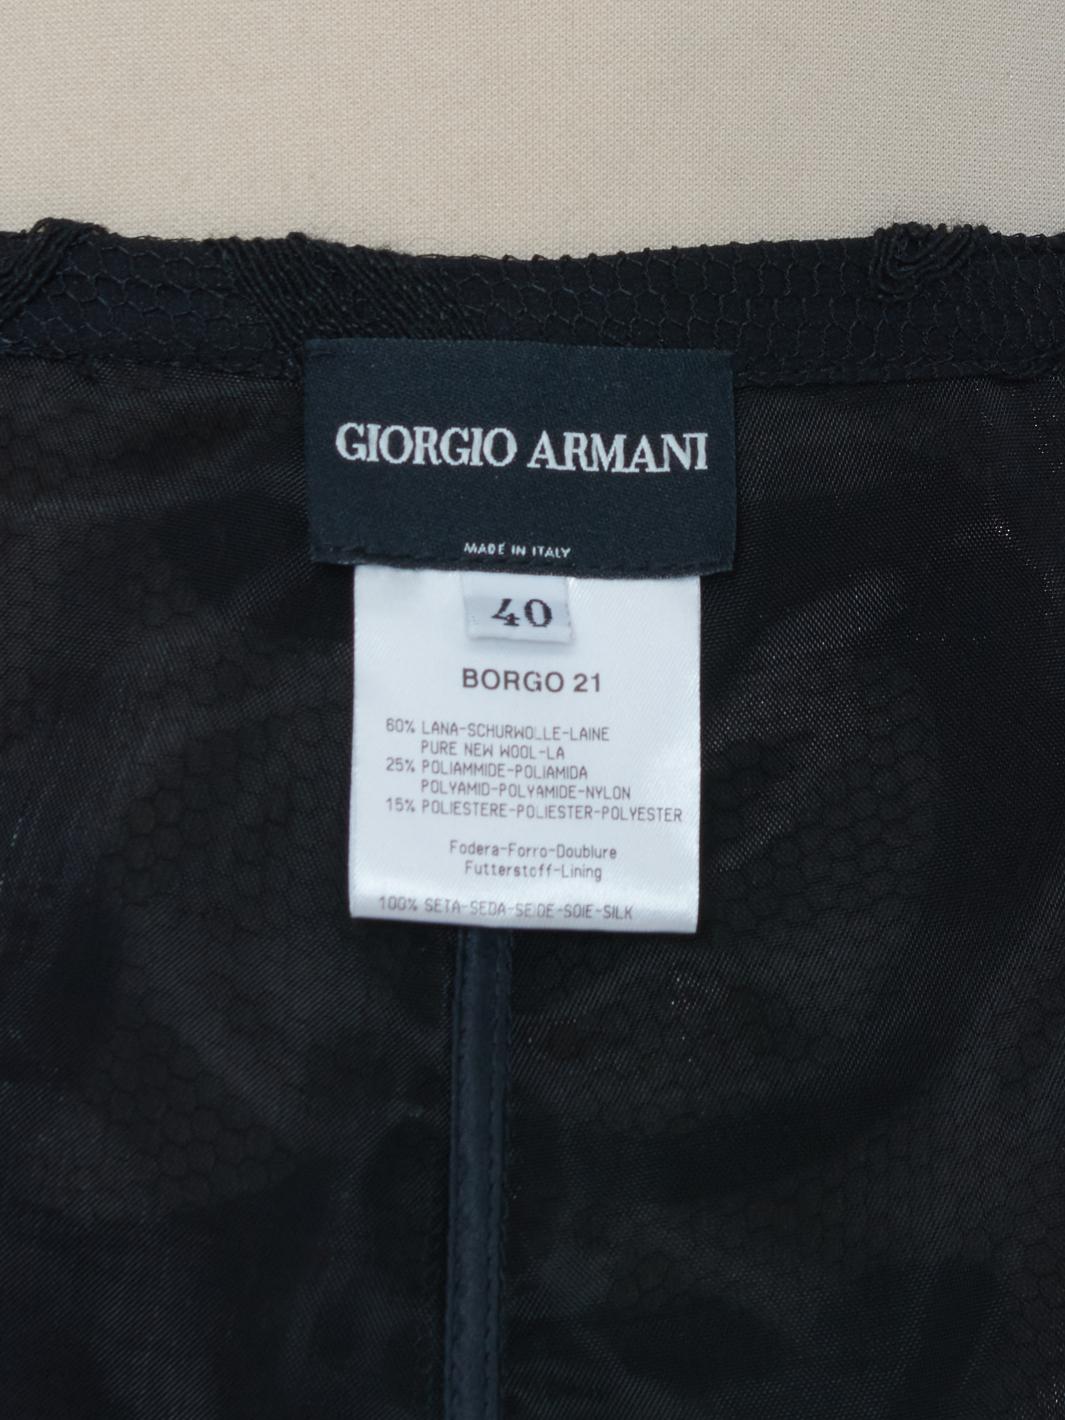 GIORGIO ARMANI
MADE IN ITALY
40
BORGO 21
60% LANA-SCHURWOLLE-LAINE
PURE NEW WOOL-LA
25% POLIAMMIDE-POLIAMIDA
POLYAMID-POLYAMIDE-NYLON
15% POLIESTERE-POLIESTER-POLYESTER
Fodera-Forro-Doublure
Futterstoff-Lining
100% SETA-SEDA-SEIDE-SOIE-SILK